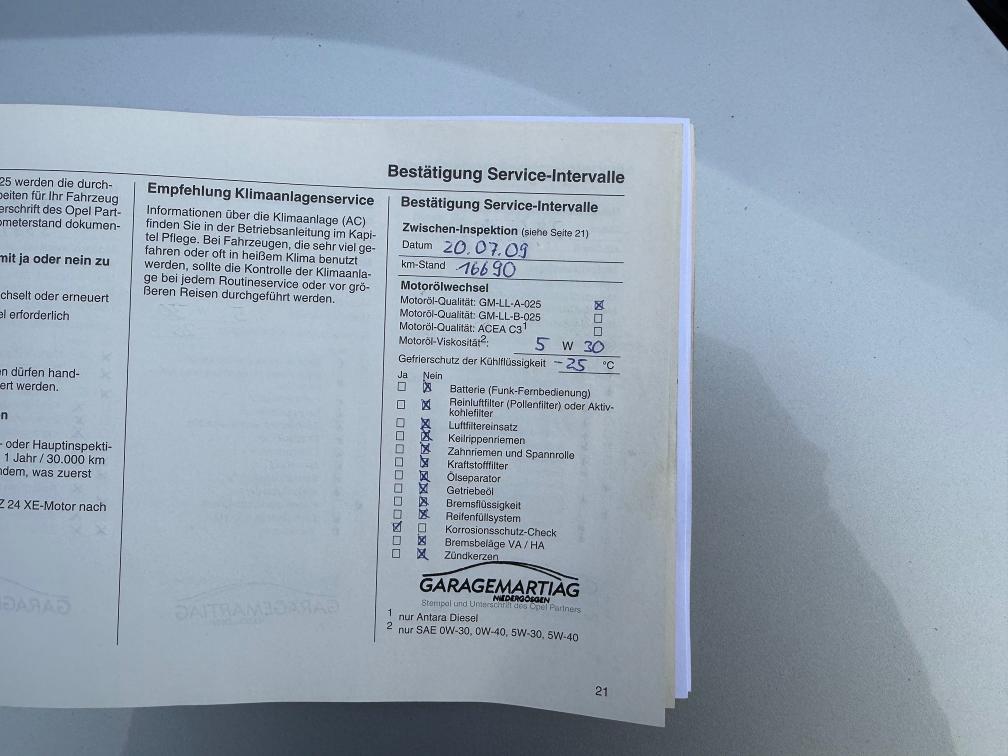 Bestätigung Service-Intervalle
25 werden die durch-
beiten für Ihr Fahrzeug
erschrift des Opel Part-
ometerstand dokumen-
mit ja oder nein zu
chselt oder erneuert
el erforderlich
en dürfen hand-
ert werden.
n
- oder Hauptinspekti-
1 Jahr / 30.000 km
ndem, was zuerst
Z 24 XE-Motor nach
Empfehlung Klimaanlagenservice
Informationen über die Klimaanlage (AC)
finden Sie in der Betriebsanleitung im Kapi-
tel Pflege. Bei Fahrzeugen, die sehr viel ge-
fahren oder oft in heißem Klima benutzt
werden, sollte die Kontrolle der Klimaanla-
ge bei jedem Routineservice oder vor grö-
ßeren Reisen durchgeführt werden.
Bestätigung Service-Intervalle
Zwischen-Inspektion (siehe Seite 21)
Datum 20.07.09
km-Stand 16690
Motorölwechsel
Motoröl-Qualität: GM-LL-A-025
Motoröl-Qualität: GM-LL-B-025
Motoröl-Qualität: ACEA C3¹
Motoröl-Viskosität²: 5 W 30
Gefrierschutz der Kühlflüssigkeit -25 °C
Ja Nein
Batterie (Funk-Fernbedienung)
Reinluftfilter (Pollenfilter) oder Aktiv-
kohlefilter
Luftfiltereinsatz
Keilrippenriemen
Zahnriemen und Spannrolle
Kraftstofffilter
Ölseparator
Getriebeöl
Bremsflüssigkeit
Reifenfüllsystem
Korrosionsschutz-Check
Bremsbeläge VA / HA
Zündkerzen
GARAGEMARTIAG
NIEDERGÖSGEN
Stempel und Unterschrift des Opel Partners
1 nur Antara Diesel
2 nur SAE 0W-30, 0W-40, 5W-30, 5W-40
21